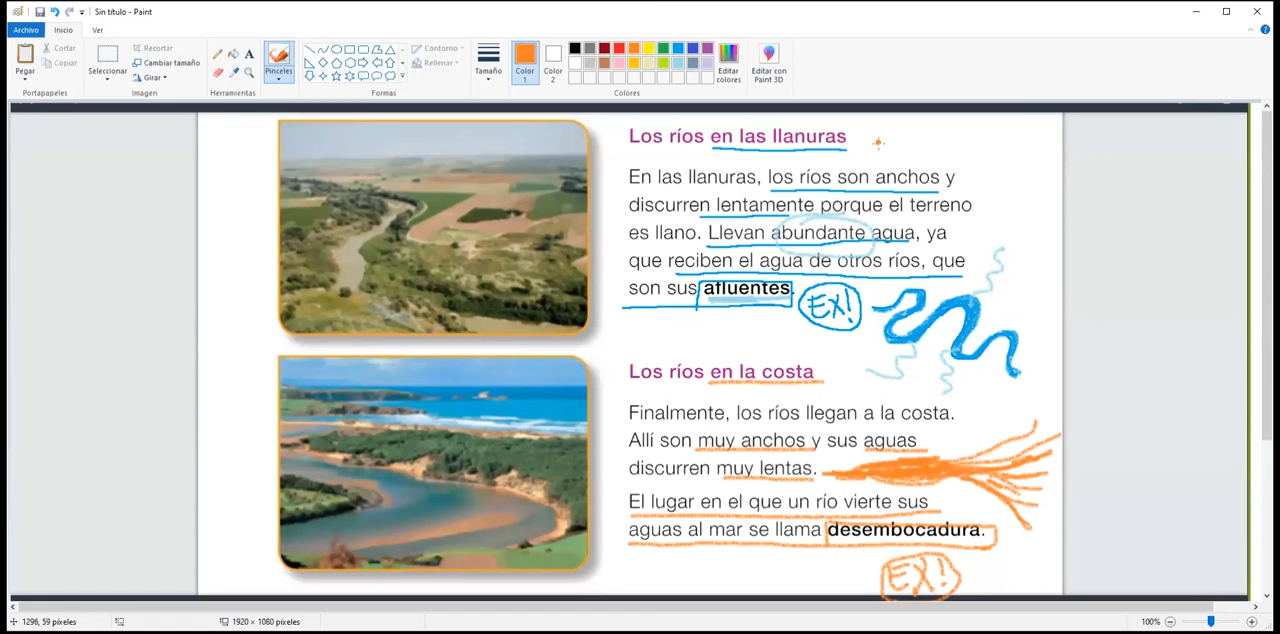 Sin título - Paint
Archivo Inicio Ver
Pegar
Cortar
Copiar
Portapapeles
Seleccionar
Recortar
Cambiar tamaño
Girar
Imagen
Herramientas
Pinceles
Contorno
Rellenar
Formas
Tamaño
Color 1
Color 2
Editar colores
Colores
Editar con Paint 3D
Los ríos en las llanuras
En las llanuras, los ríos son anchos y
discurren lentamente porque el terreno
es llano. Llevan abundante agua, ya
que reciben el agua de otros ríos, que
son sus afluentes.
EX!
Los ríos en la costa
Finalmente, los ríos llegan a la costa.
Allí son muy anchos y sus aguas
discurren muy lentas.
El lugar en el que un río vierte sus
aguas al mar se llama desembocadura.
EX!
1296, 59 píxeles
1920 × 1080 píxeles
100%